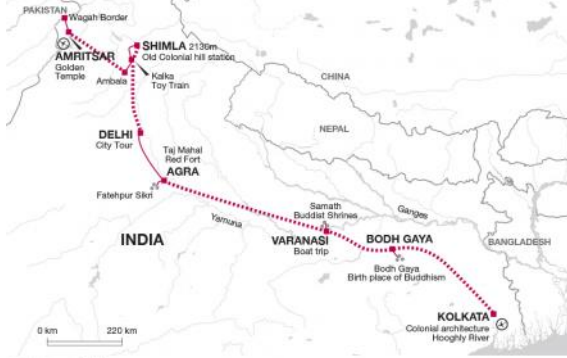 PAKISTAN
Wagah Border
AMRITSAR
Golden
Temple
SHIMLA 2130m
Old Colonial hill station
Ambala
Kalka
Toy Train
CHINA
NEPAL
DELHI
City Tour
Taj Mahal
Red Fort
AGRA
Fatehpur Sikri
Yamuna
Ganges
Sarnath
Buddist Shrines
VARANASI
Boat trip
BODH GAYA
Bodh Gaya
Birth place of Buddhism
BANGLADESH
INDIA
KOLKATA
Colonial architecture
Hooghly River
0 km 220 km